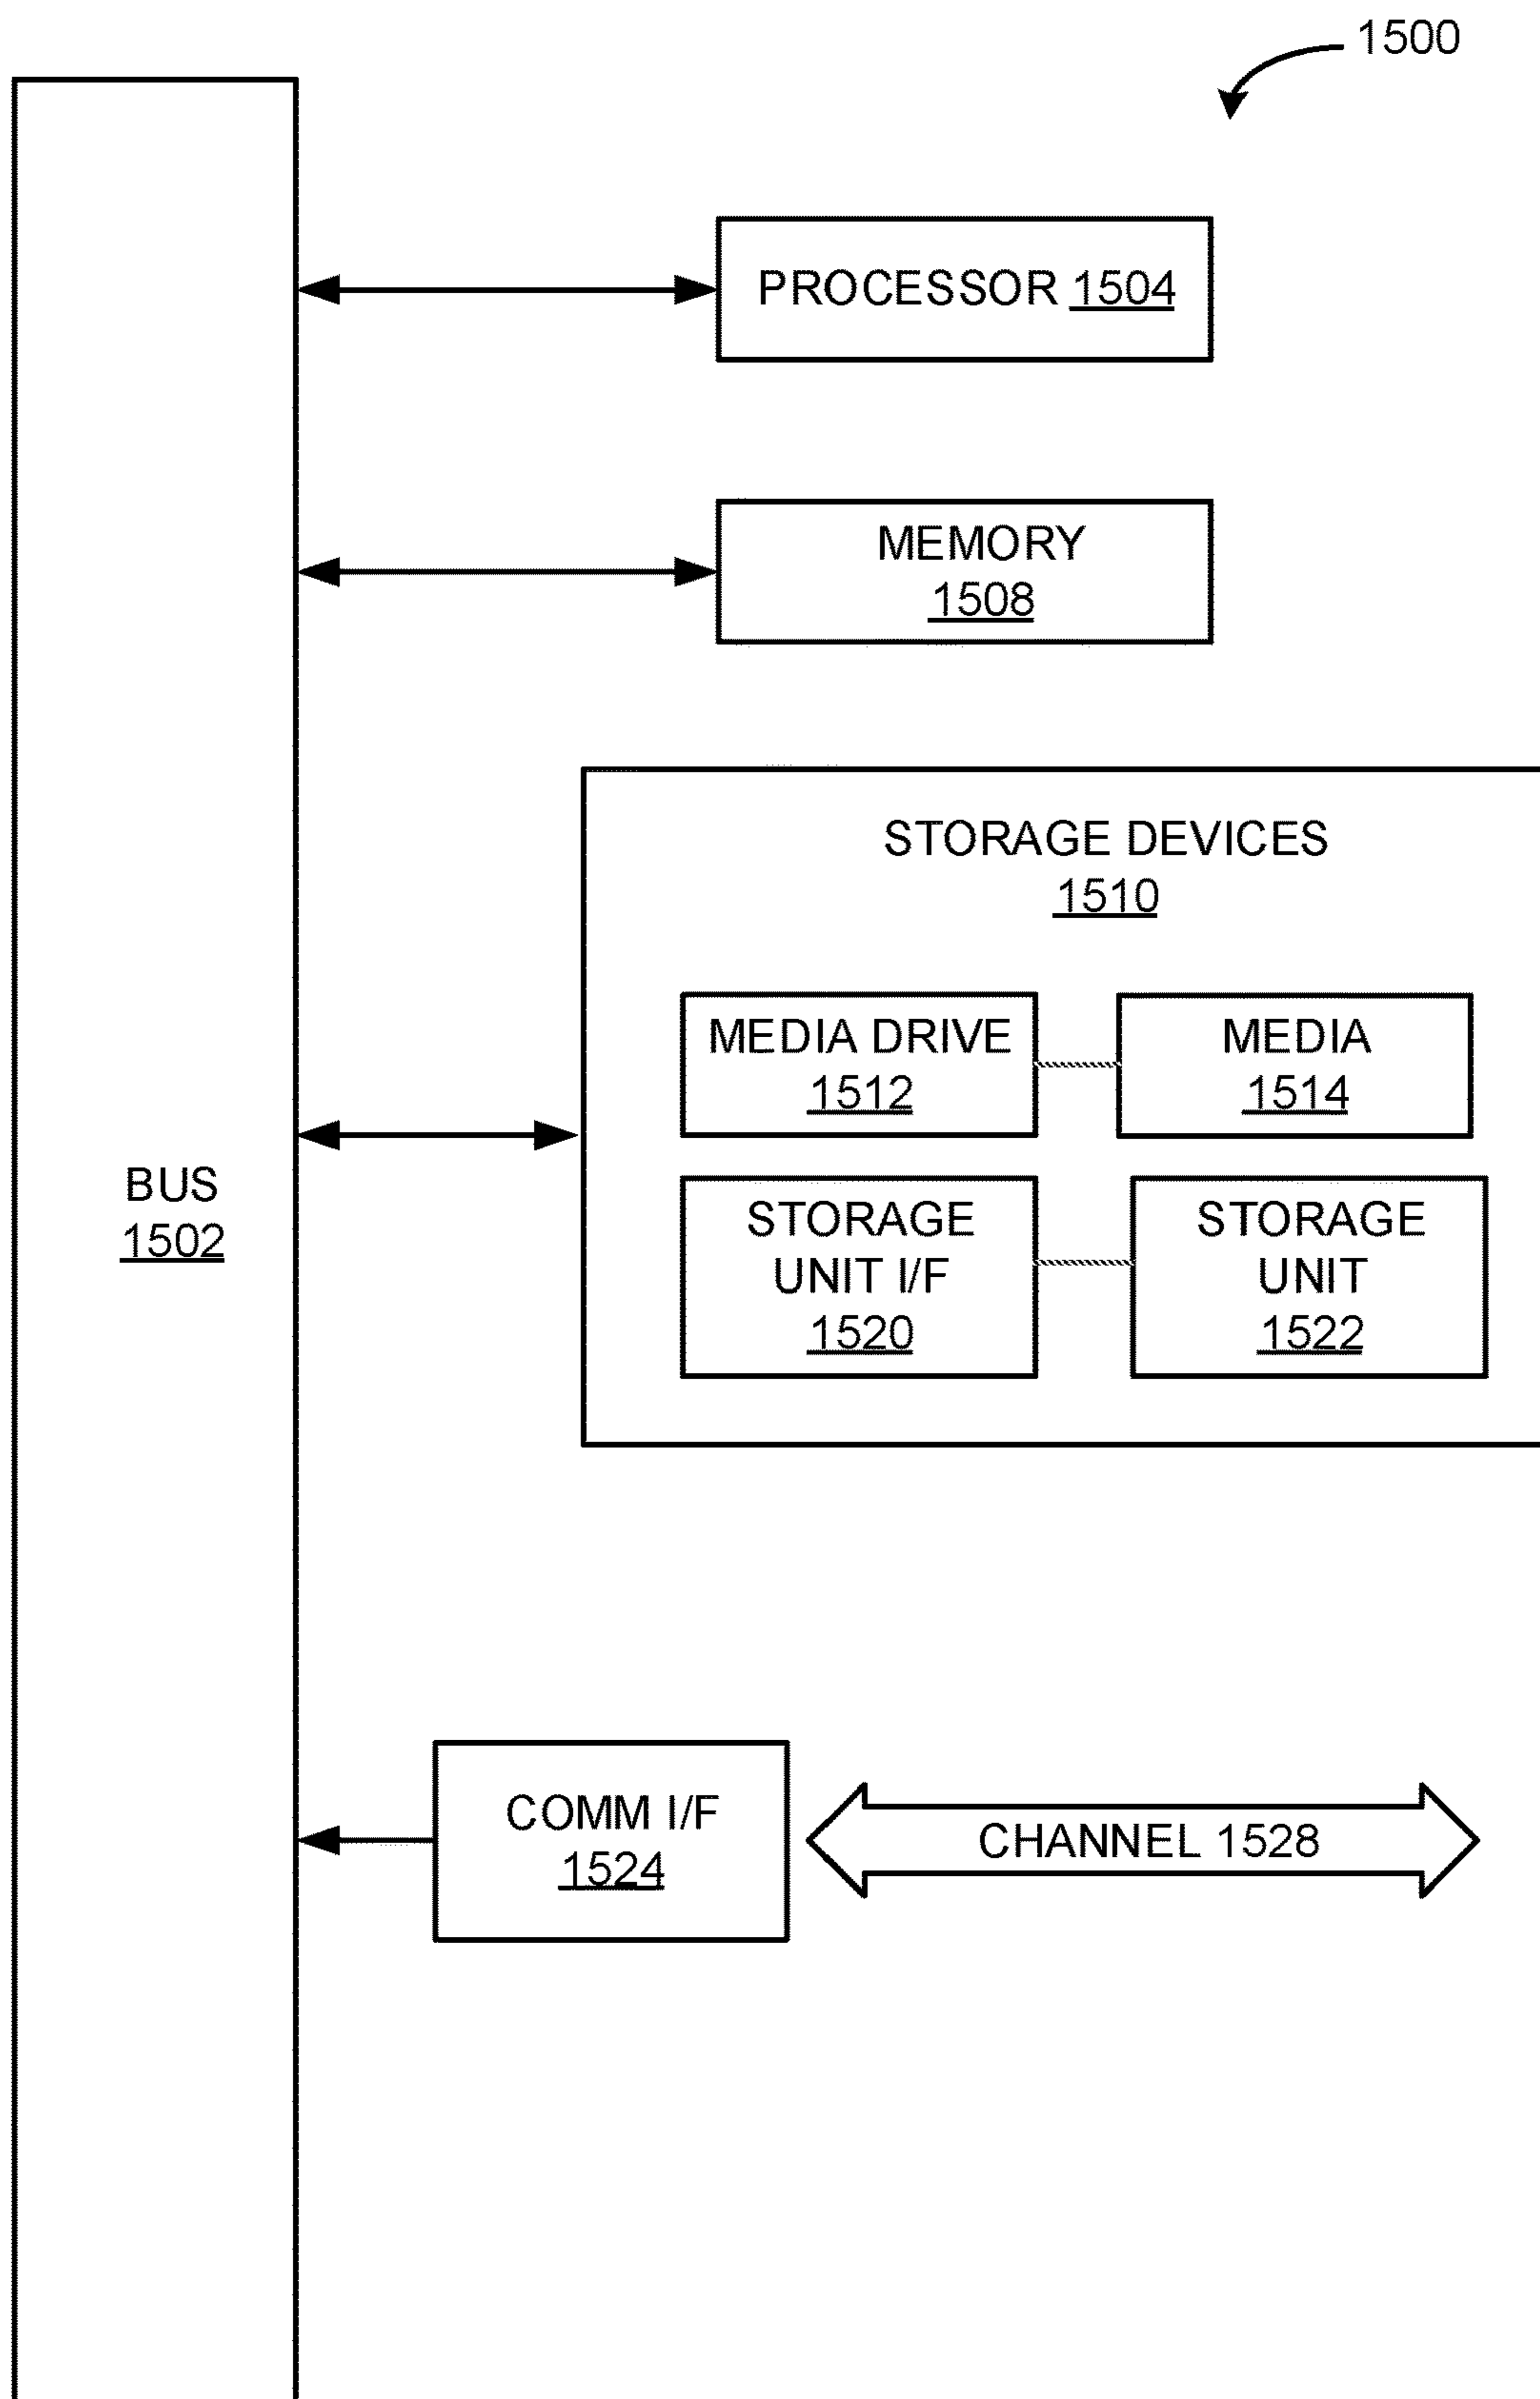 1500
PROCESSOR 1504
MEMORY
1508
STORAGE DEVICES
1510
MEDIA DRIVE
1512
MEDIA
1514
BUS
1502
STORAGE
UNIT I/F
1520
STORAGE
UNIT
1522
COMM I/F
1524
CHANNEL 1528